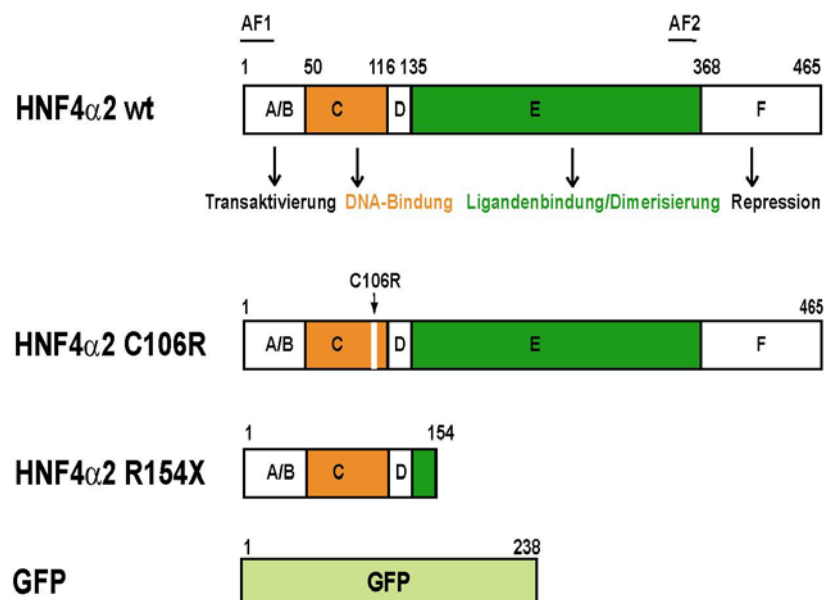 AF1 AF2
1 50 116 135 368 465
HNF4α2 wt A/B C D E F
Transaktivierung DNA-Bindung Ligandenbindung/Dimerisierung Repression
C106R
1 465
HNF4α2 C106R A/B C D E F
1 154
HNF4α2 R154X A/B C D
1 238
GFP GFP